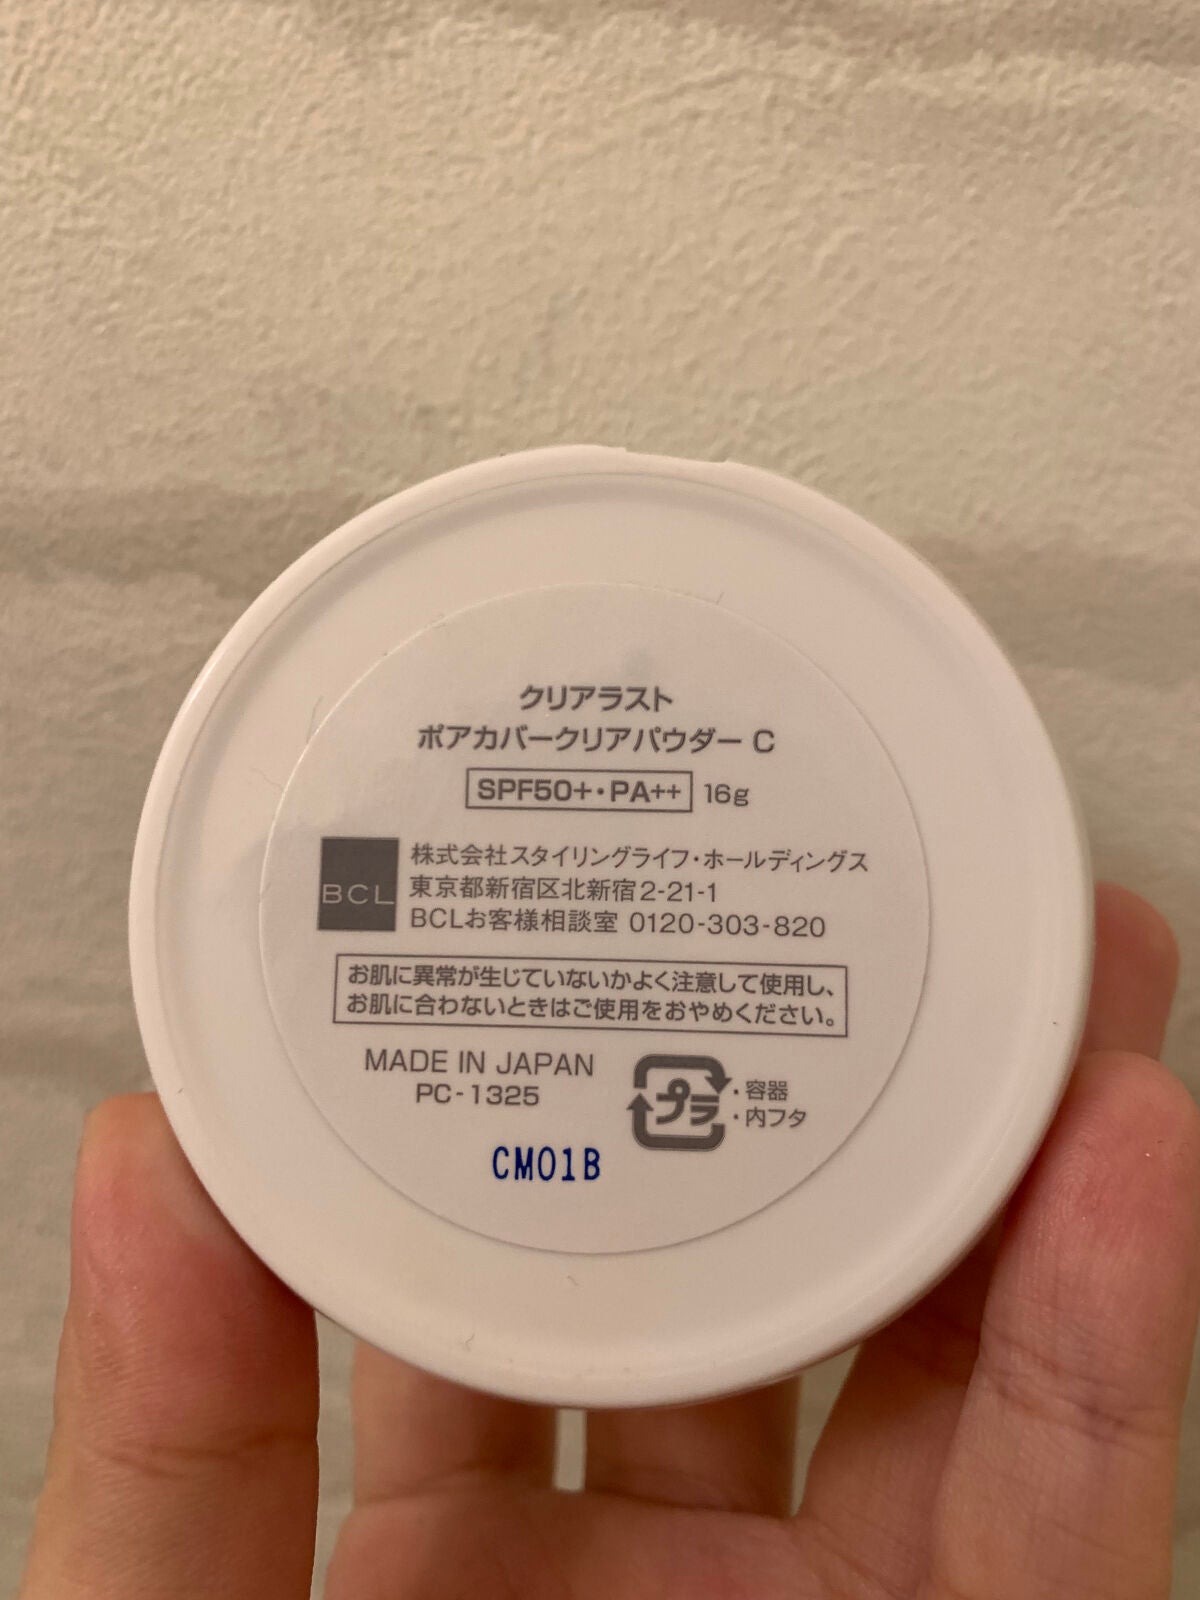 クリアラスト
ポアカバークリアパウダー C
SPF50+・PA++ 16g
BCL
株式会社スタイリングライフ・ホールディングス
東京都新宿区北新宿2-21-1
BCLお客様相談室 0120-303-820
お肌に異常が生じていないかよく注意して使用し、
お肌に合わないときはご使用をおやめください。
MADE IN JAPAN
PC-1325
プラ
・容器
・内フタ
CM01B